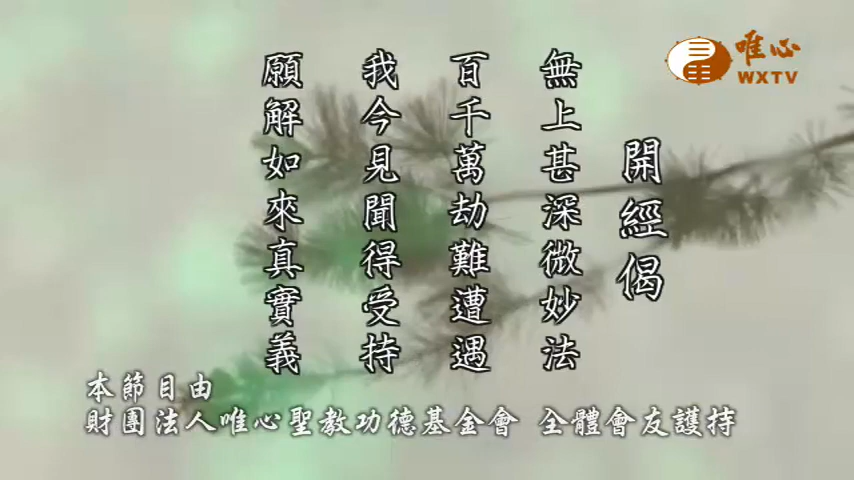 開經偈
無上甚深微妙法
百千萬劫難遭遇
我今見聞得受持
願解如來真實義
本節目由
財團法人唯心聖教功德基金會 全體會友護持
唯心
WXTV